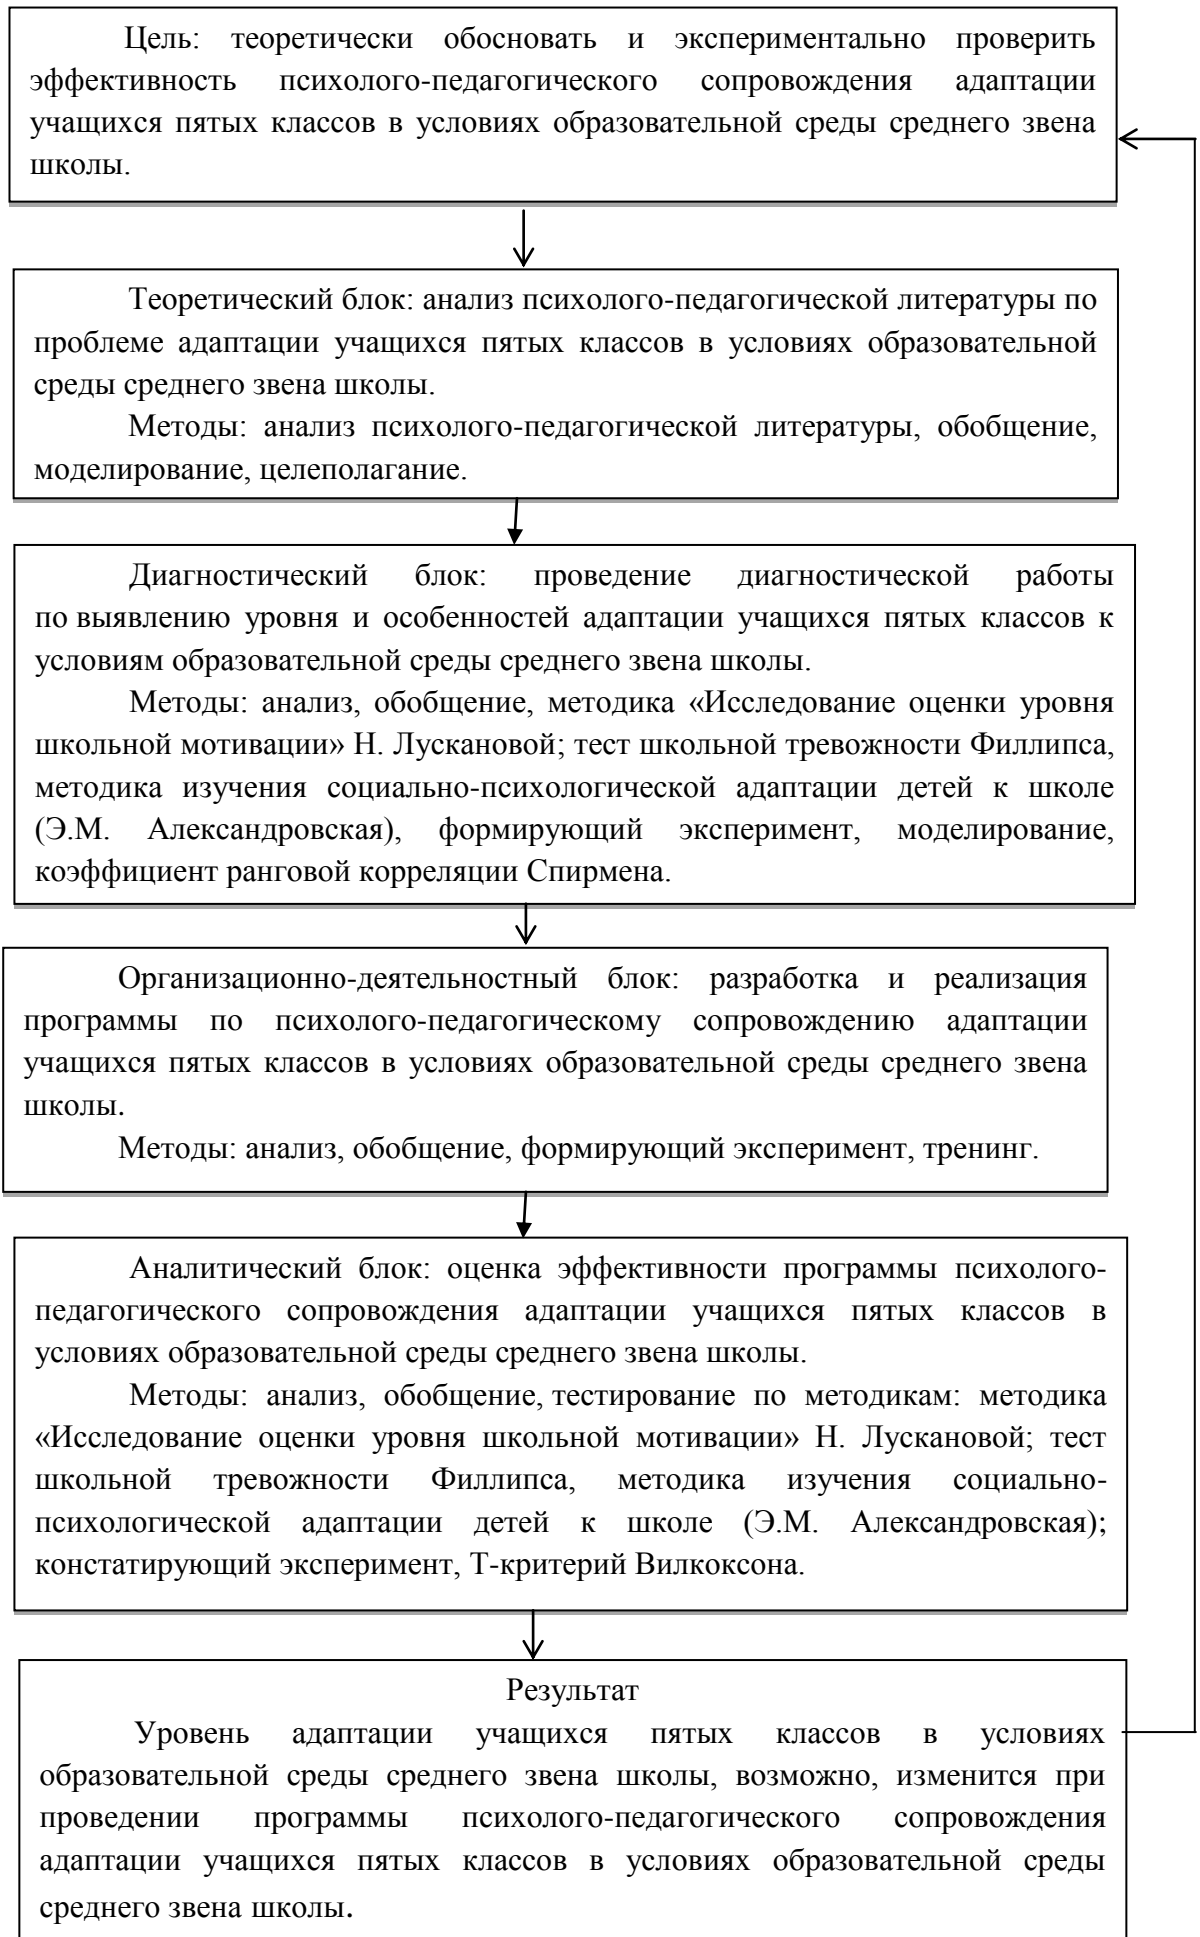 Цель: теоретически обосновать и экспериментально проверить
эффективность психолого-педагогического сопровождения адаптации
учащихся пятых классов в условиях образовательной среды среднего звена
школы.
Теоретический блок: анализ психолого-педагогической литературы по
проблеме адаптации учащихся пятых классов в условиях образовательной
среды среднего звена школы.
Методы: анализ психолого-педагогической литературы, обобщение,
моделирование, целеполагание.
Диагностический блок: проведение диагностической работы
по выявлению уровня и особенностей адаптации учащихся пятых классов к
условиям образовательной среды среднего звена школы.
Методы: анализ, обобщение, методика «Исследование оценки уровня
школьной мотивации» Н. Лускановой; тест школьной тревожности Филлипса,
методика изучения социально-психологической адаптации детей к школе
(Э.М. Александровская), формирующий эксперимент, моделирование,
коэффициент ранговой корреляции Спирмена.
Организационно-деятельностный блок: разработка и реализация
программы по психолого-педагогическому сопровождению адаптации
учащихся пятых классов в условиях образовательной среды среднего звена
школы.
Методы: анализ, обобщение, формирующий эксперимент, тренинг.
Аналитический блок: оценка эффективности программы психолого-
педагогического сопровождения адаптации учащихся пятых классов в
условиях образовательной среды среднего звена школы.
Методы: анализ, обобщение, тестирование по методикам: методика
«Исследование оценки уровня школьной мотивации» Н. Лускановой; тест
школьной тревожности Филлипса, методика изучения социально-
психологической адаптации детей к школе (Э.М. Александровская);
констатирующий эксперимент, Т-критерий Вилкоксона.
Результат
Уровень адаптации учащихся пятых классов в условиях
образовательной среды среднего звена школы, возможно, изменится при
проведении программы психолого-педагогического сопровождения
адаптации учащихся пятых классов в условиях образовательной среды
среднего звена школы.